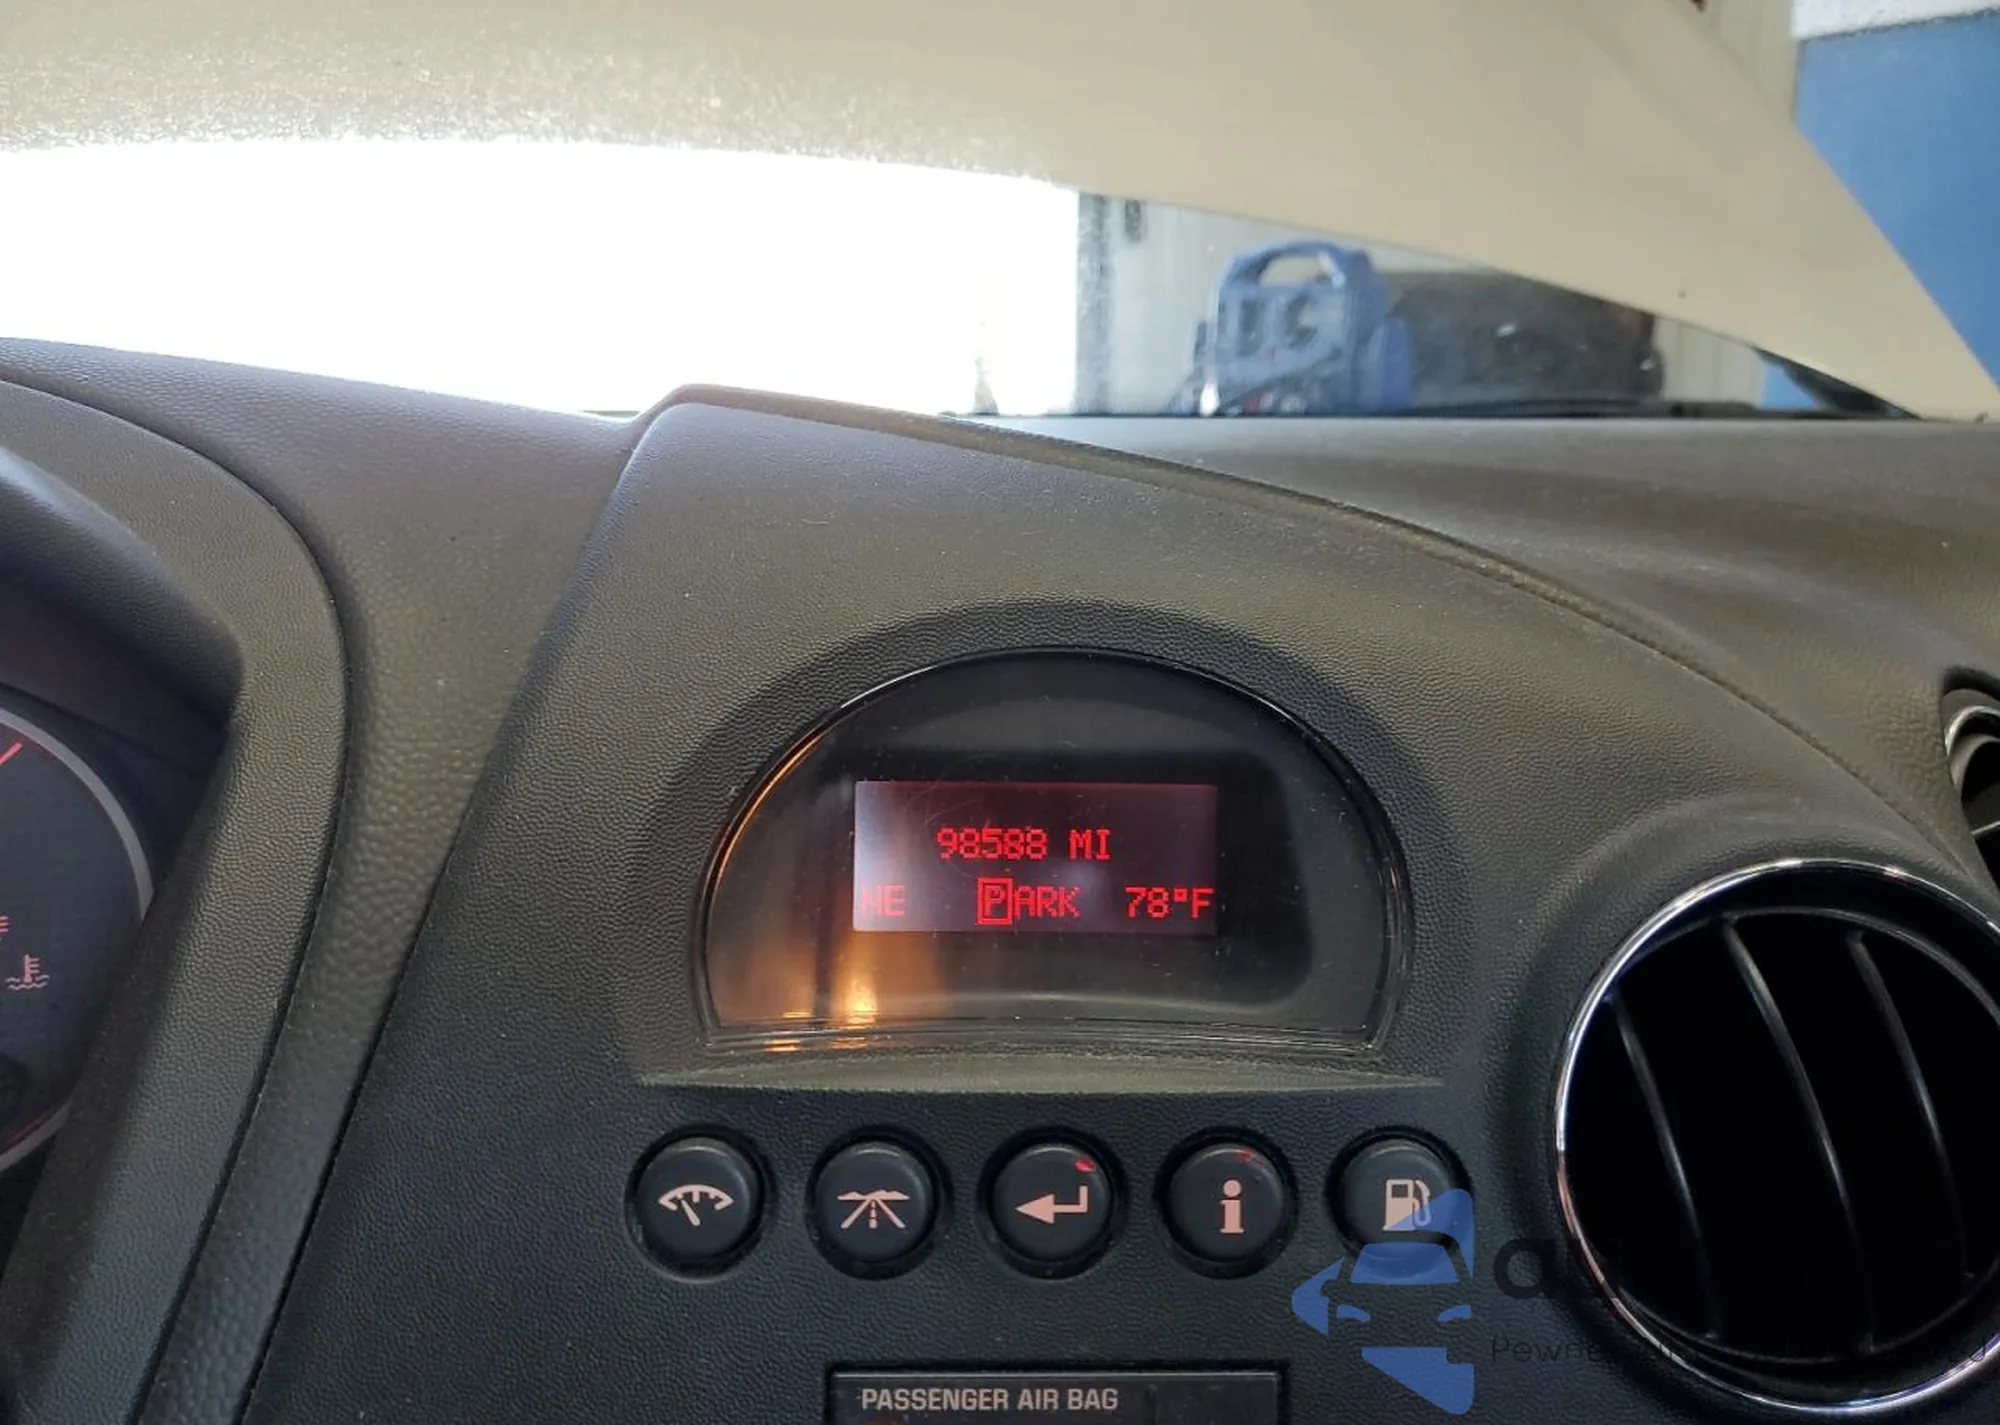 98588 MI
NE PARK 78°F
PASSENGER AIR BAG